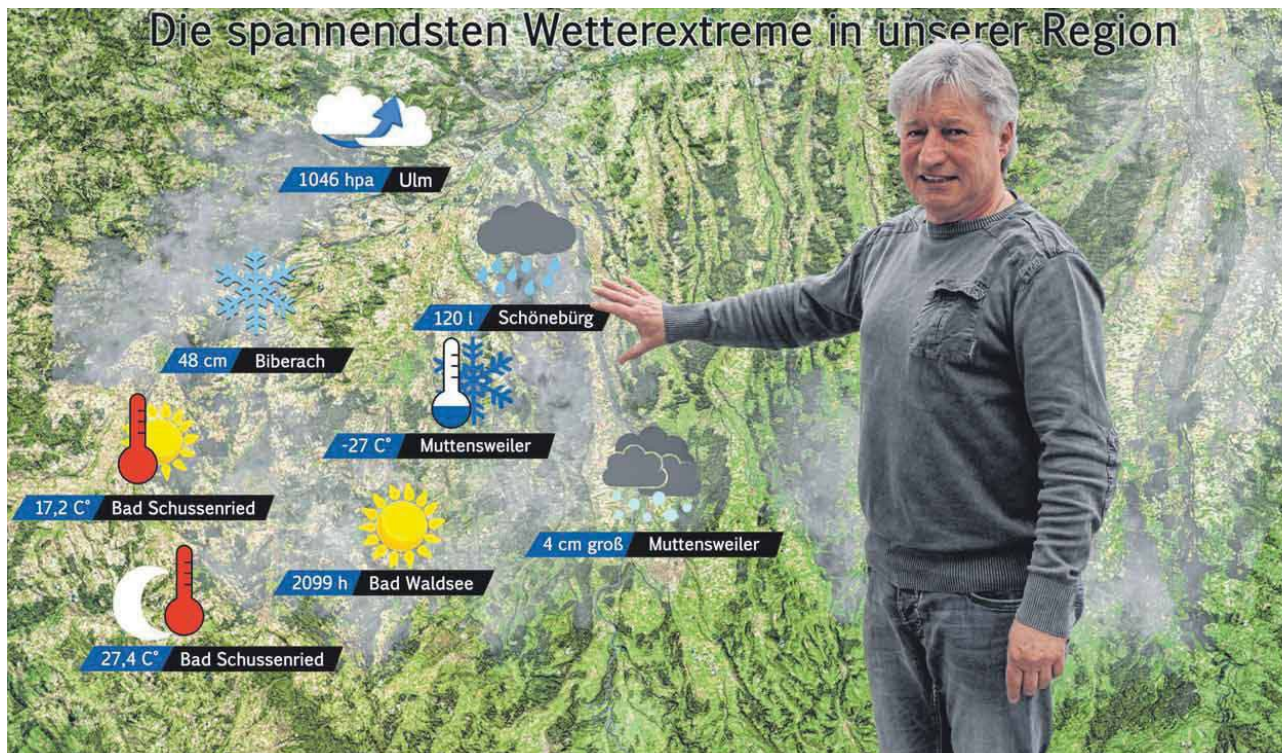 Die spannendsten Wetterextreme in unserer Region
1046 hpa Ulm
120 l Schönebürg
48 cm Biberach
-27 C° Muttensweiler
17,2 C° Bad Schussenried
4 cm groß Muttensweiler
2099 h Bad Waldsee
27,4 C° Bad Schussenried